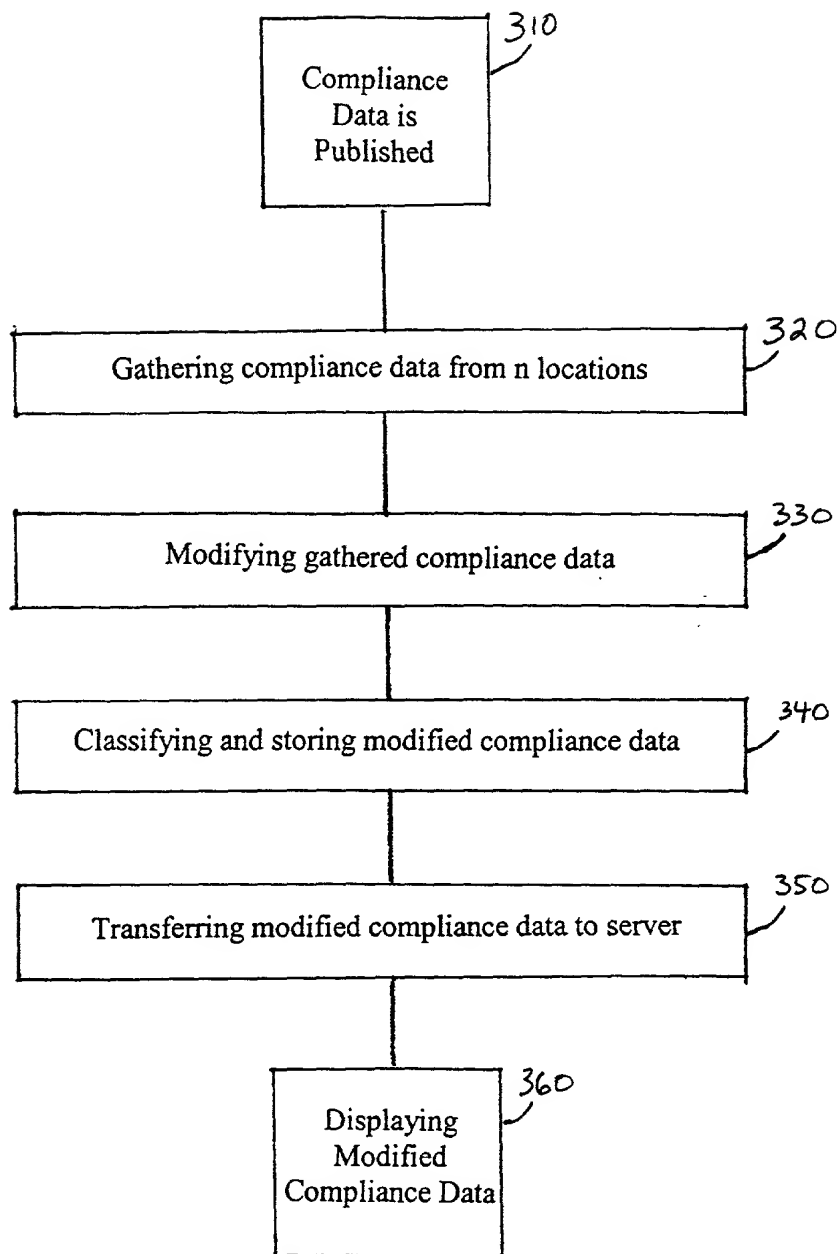 310
Compliance
Data is
Published
320
Gathering compliance data from n locations
330
Modifying gathered compliance data
340
Classifying and storing modified compliance data
350
Transferring modified compliance data to server
360
Displaying
Modified
Compliance Data